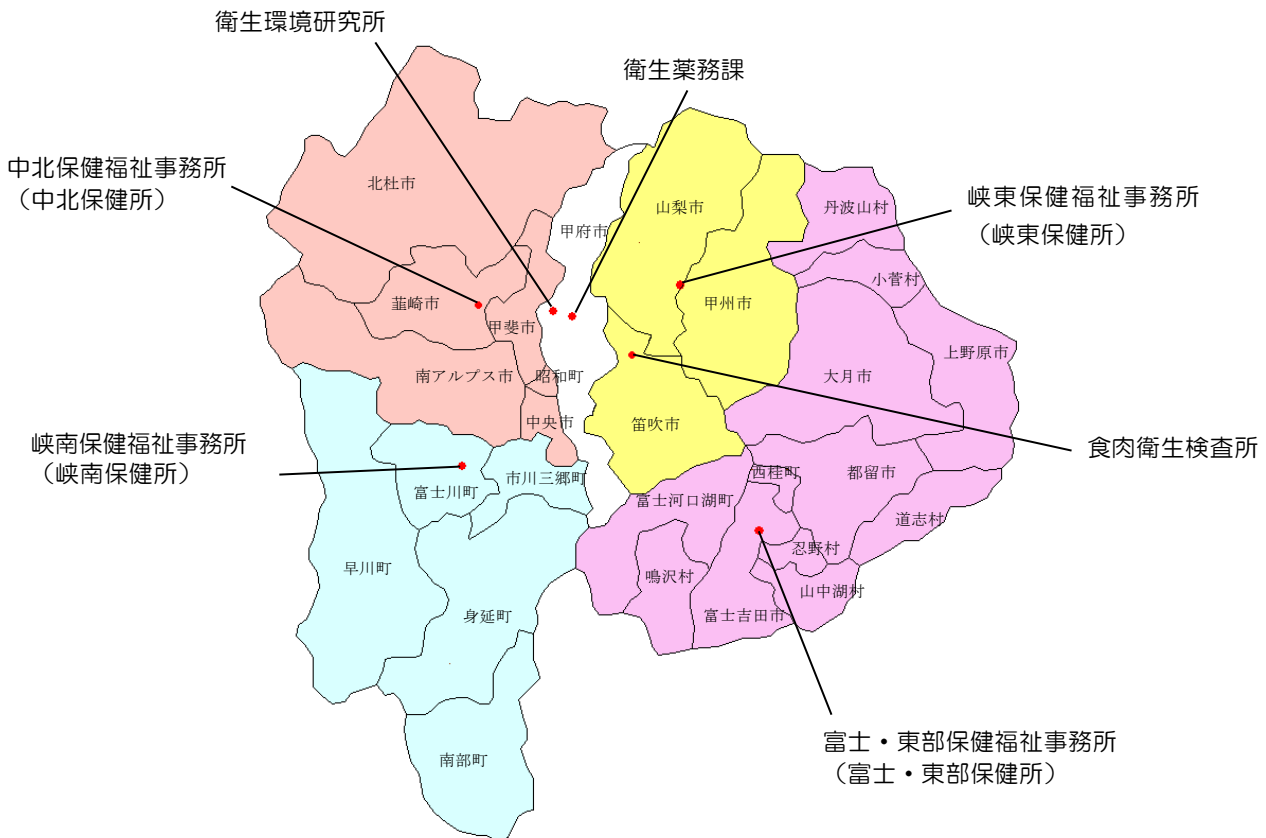 衛生環境研究所
衛生薬務課
中北保健福祉事務所
（中北保健所）
北杜市
山梨市
丹波山村
峡東保健福祉事務所
（峡東保健所）
甲府市
小菅村
韮崎市
甲斐市
甲州市
上野原市
南アルプス市
昭和町
大月市
中央市
笛吹市
食肉衛生検査所
峡南保健福祉事務所
（峡南保健所）
富士川町
市川三郷町
富士河口湖町
西桂町
都留市
道志村
早川町
鳴沢村
忍野村
山中湖村
身延町
富士吉田市
南部町
富士・東部保健福祉事務所
（富士・東部保健所）